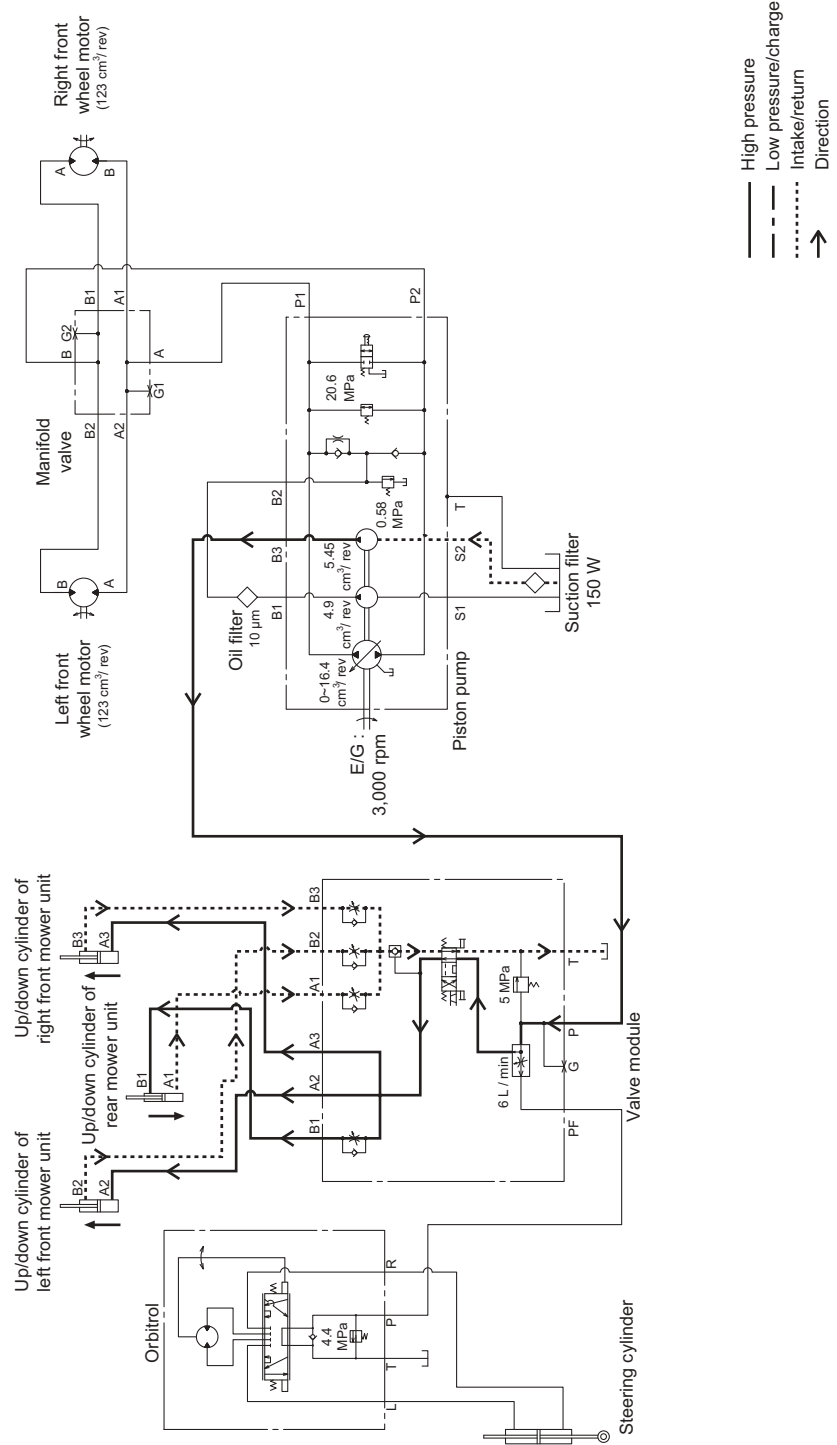 Right front
wheel motor
(123 cm³/ rev)
A
B
Left front
wheel motor
(123 cm³/ rev)
B
A
Manifold
valve
B2
A2
B
G2
B1
A1
G1
A
Oil filter
10 μm
B1
B3
B2
P1
P2
0~16.4
cm³/ rev
4.9
cm³/ rev
5.45
cm³/ rev
0.58
MPa
20.6
MPa
E/G :
3,000 rpm
Piston pump
S1
S2
T
Suction filter
150 W
Up/down cylinder of
left front mower unit
B2
A2
Up/down cylinder of
rear mower unit
B1
A1
Up/down cylinder of
right front mower unit
B3
A3
B1
A2
A3
A1
B2
B3
6 L / min
5 MPa
PF
G
P
T
Valve module
Orbitrol
4.4
MPa
L
T
P
R
Steering cylinder
High pressure
Low pressure/charge
Intake/return
Direction